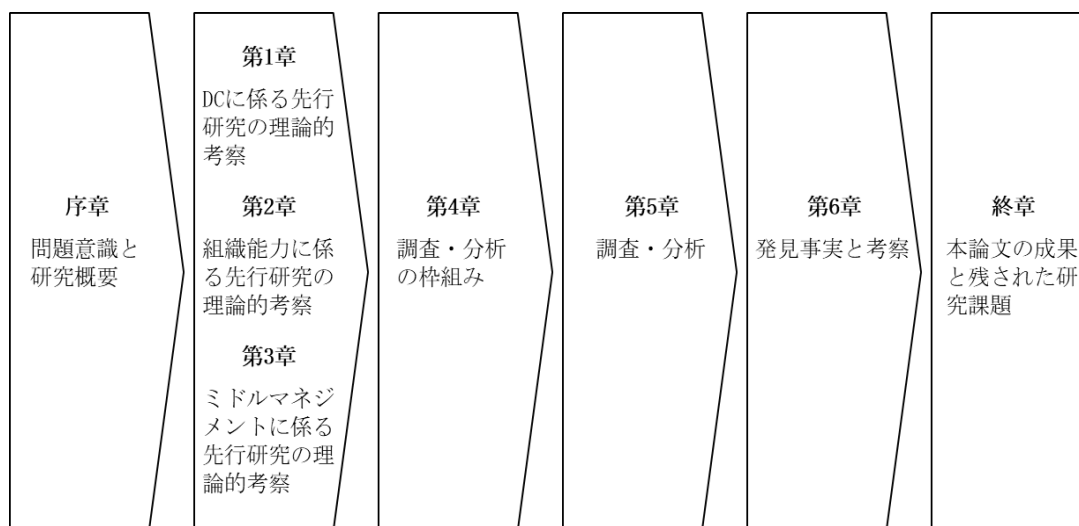 序章
問題意識と
研究概要
第1章
DCに係る先行
研究の理論的
考察
第2章
組織能力に係
る先行研究の
理論的考察
第3章
ミドルマネジ
メントに係る
先行研究の理
論的考察
第4章
調査・分析
の枠組み
第5章
調査・分析
第6章
発見事実と考察
終章
本論文の成果
と残された研
究課題